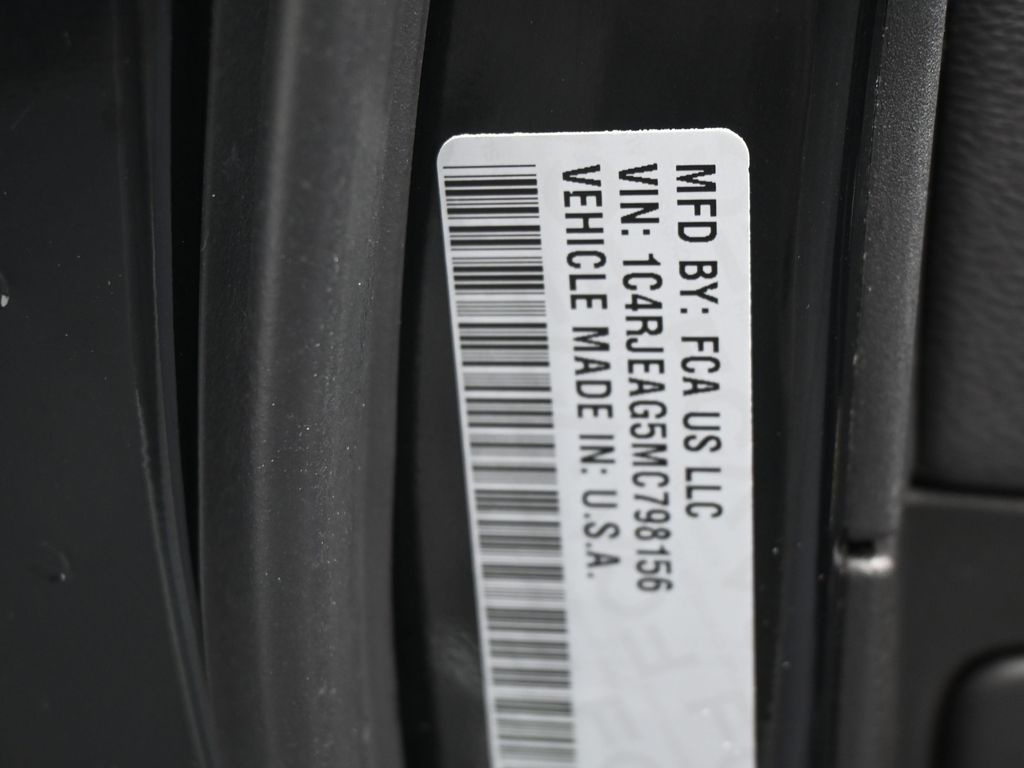 MFD BY: FCA US LLC
VIN: 1C4RJEAG5MC798156
VEHICLE MADE IN: U.S.A.